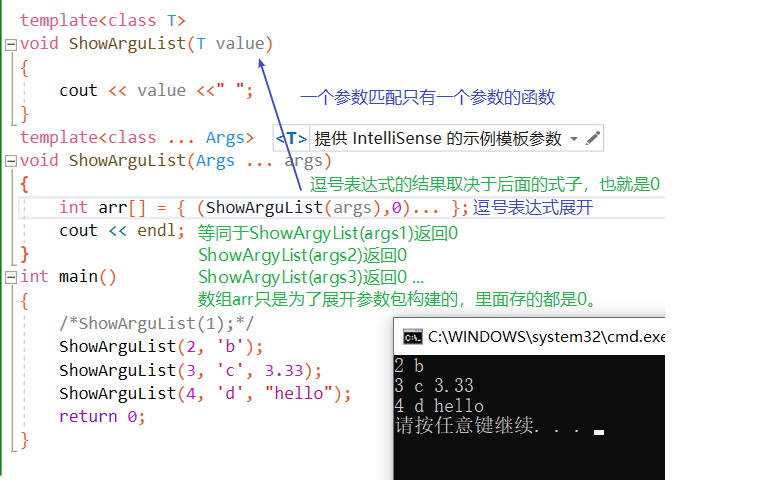 template<class T>
void ShowArguList(T value)
{
cout << value <<" ";
一个参数匹配只有一个参数的函数
}
template<class ... Args>
<T> 提供 IntelliSense 的示例模板参数
void ShowArguList(Args ... args)
{
逗号表达式的结果取决于后面的式子，也就是0
int arr[] = { (ShowArguList(args),0)... };
逗号表达式展开
cout << endl;
等同于ShowArgyList(args1)返回0
}
ShowArgyList(args2)返回0
int main()
ShowArgyList(args3)返回0 ...
{
数组arr只是为了展开参数包构建的，里面存的都是0。
/*ShowArguList(1);*/
ShowArguList(2, 'b');
ShowArguList(3, 'c', 3.33);
ShowArguList(4, 'd', "hello");
return 0;
}
C:\WINDOWS\system32\cmd.exe
2 b
3 c 3.33
4 d hello
请按任意键继续. . .